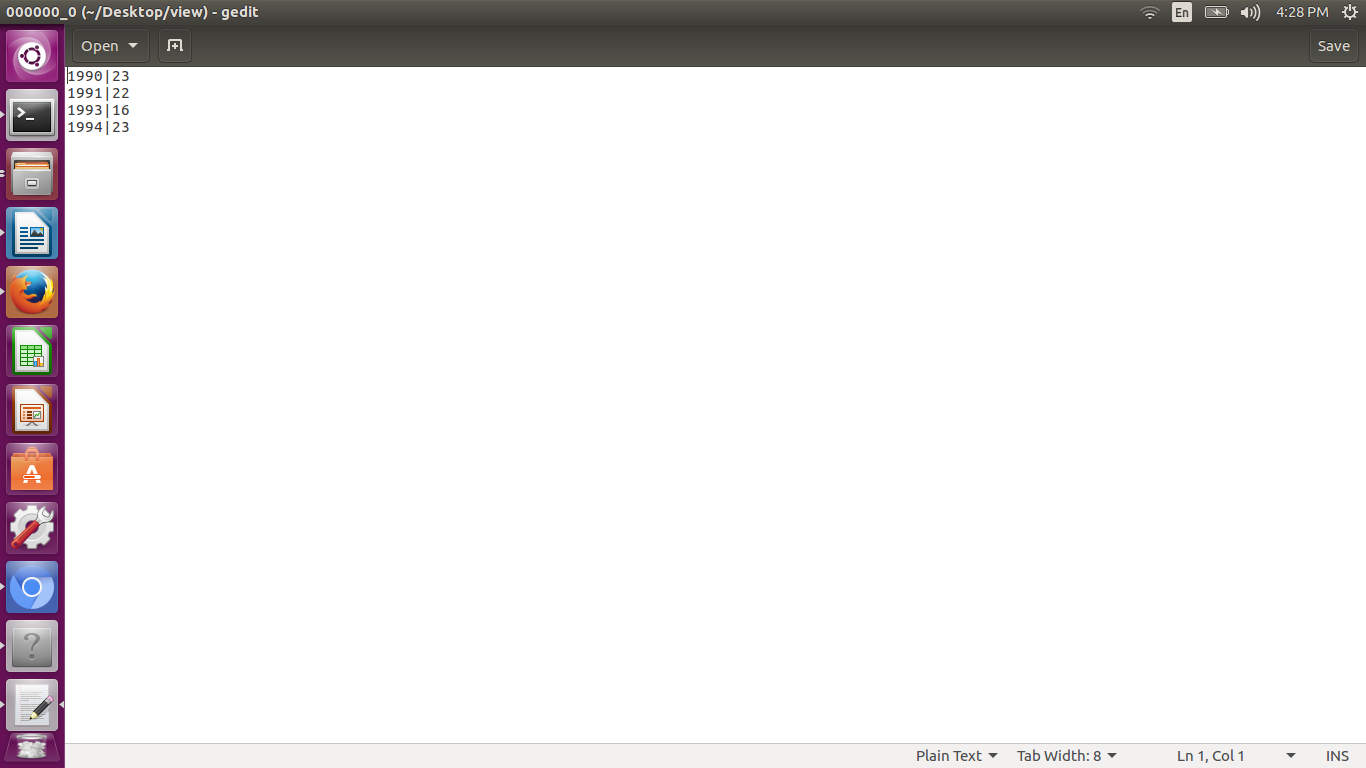 000000_0 (~/Desktop/view) - gedit
En
4:28 PM
Open
Save
1990|23
1991|22
1993|16
1994|23
Plain Text
Tab Width: 8
Ln 1, Col 1
INS